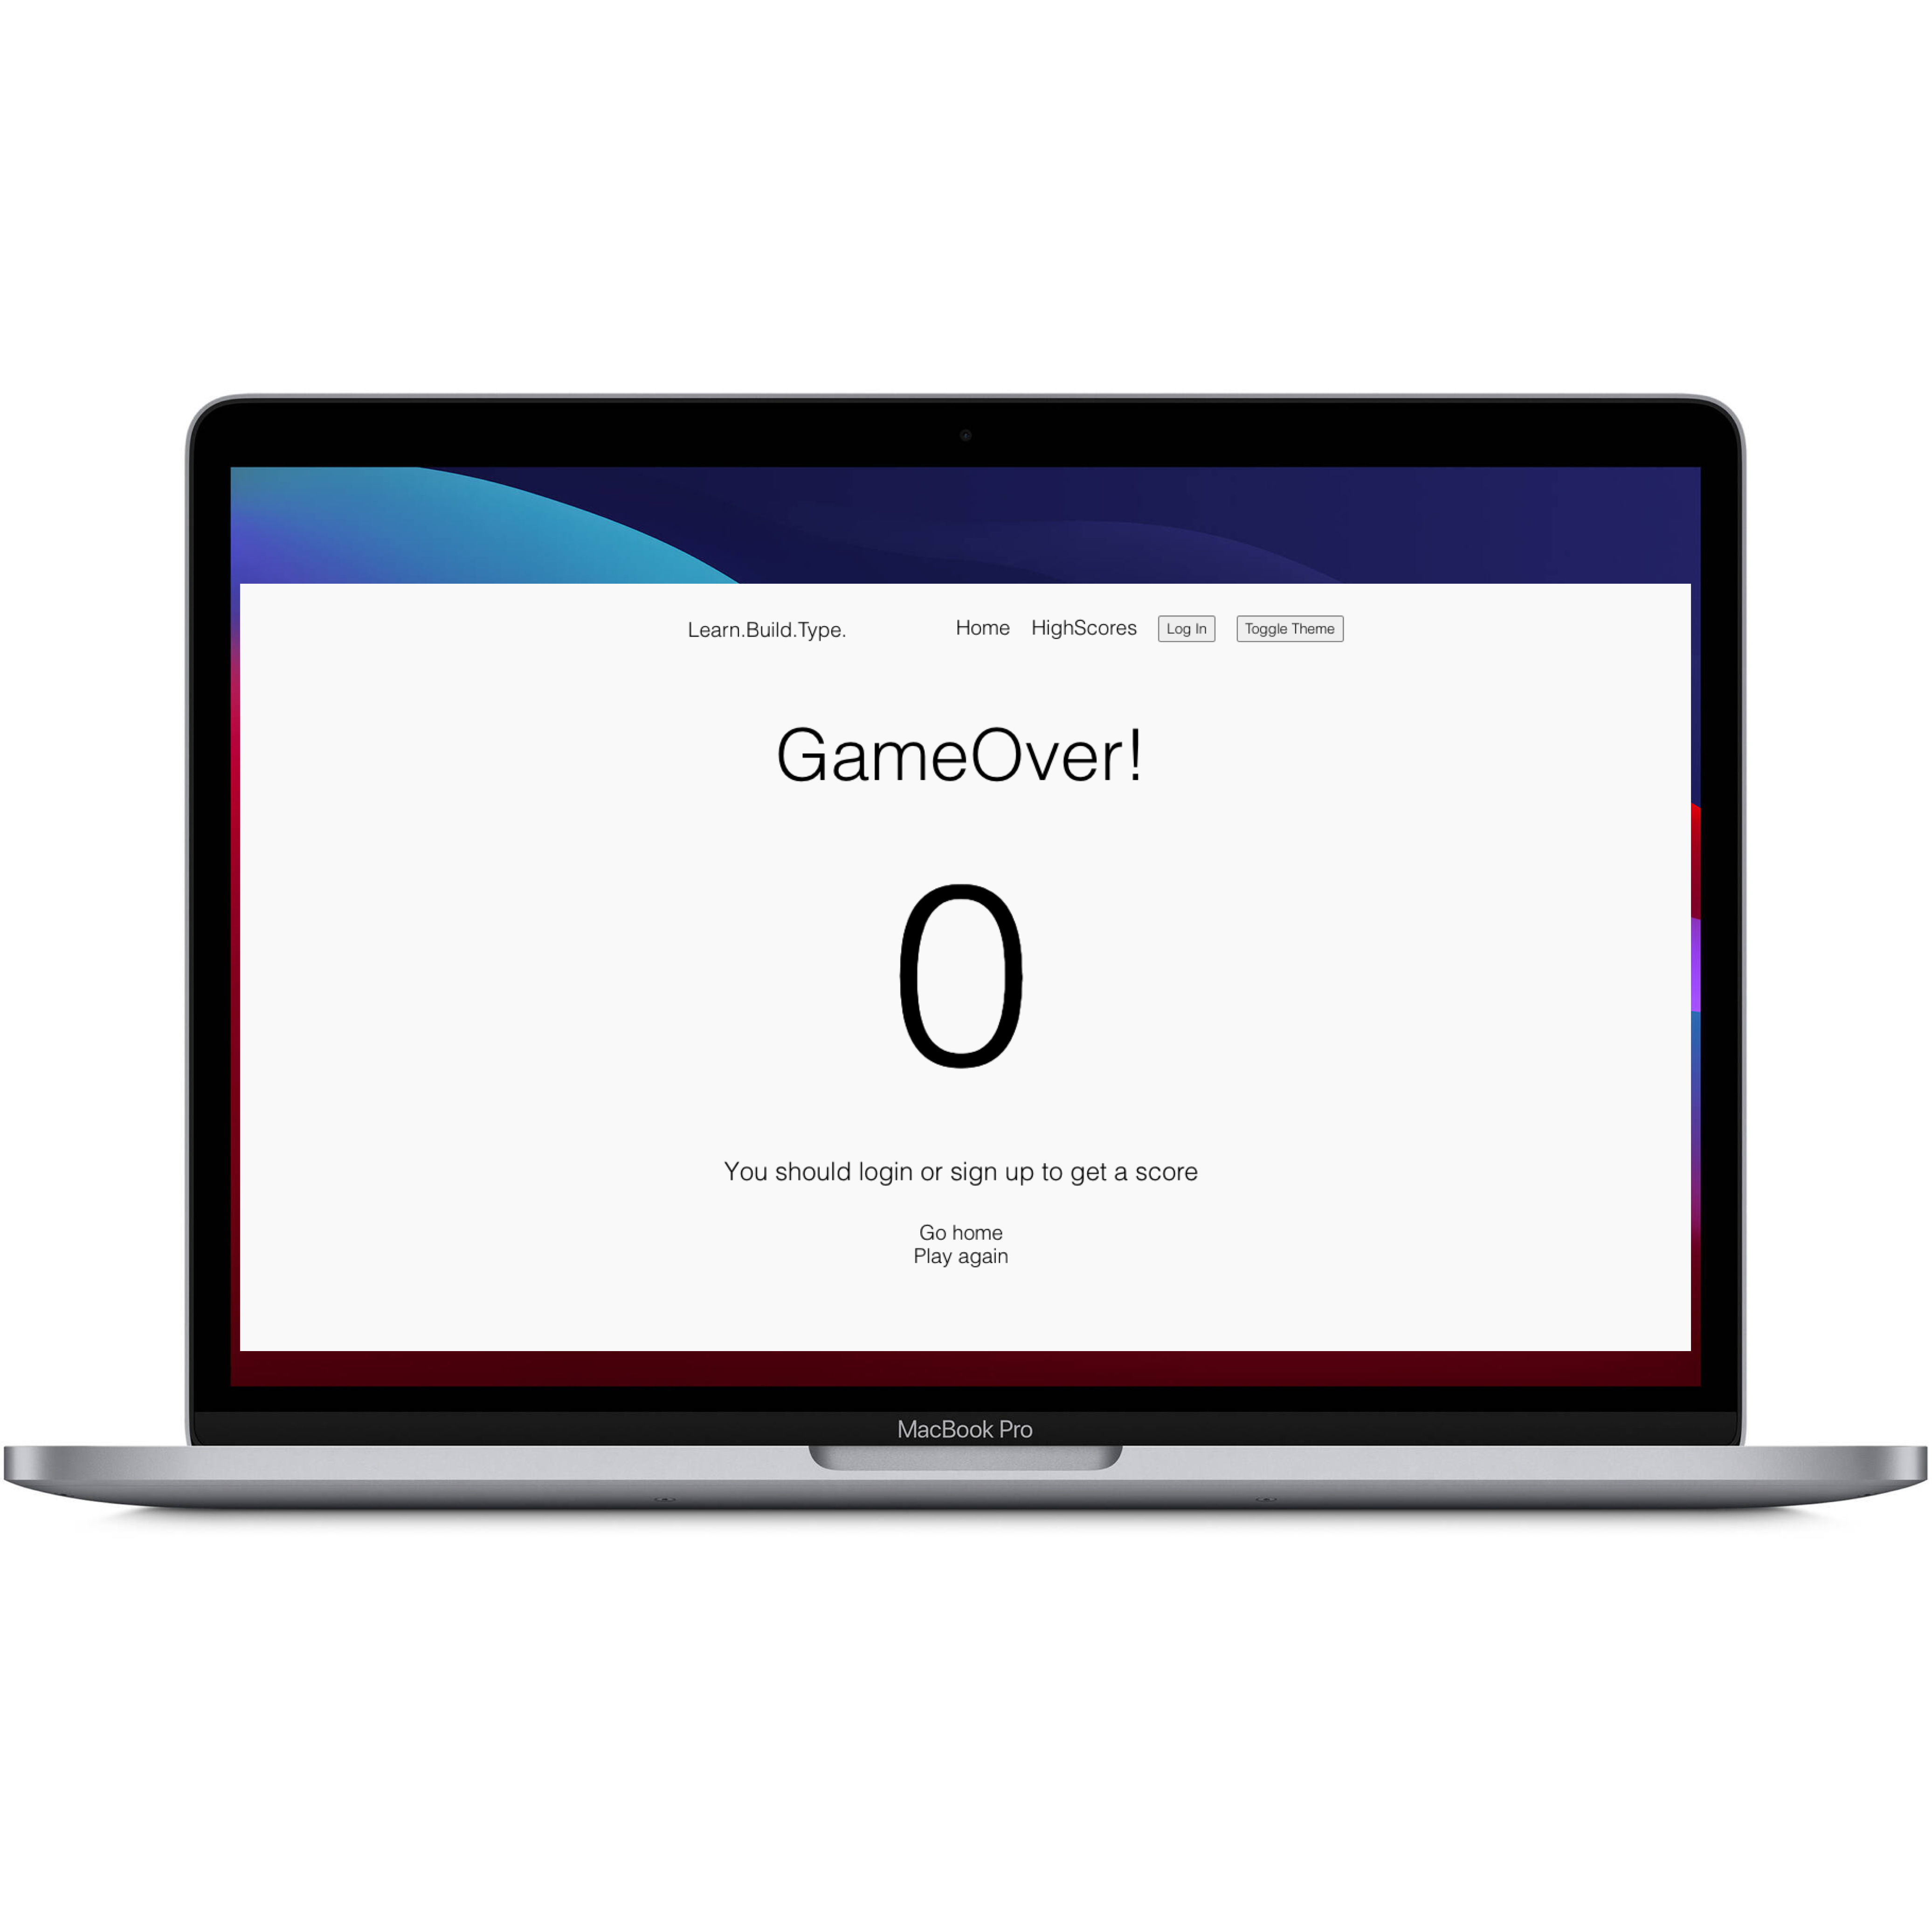 Learn.Build.Type. Home HighScores Log In Toggle Theme
GameOver!
0
You should login or sign up to get a score
Go home
Play again
MacBook Pro